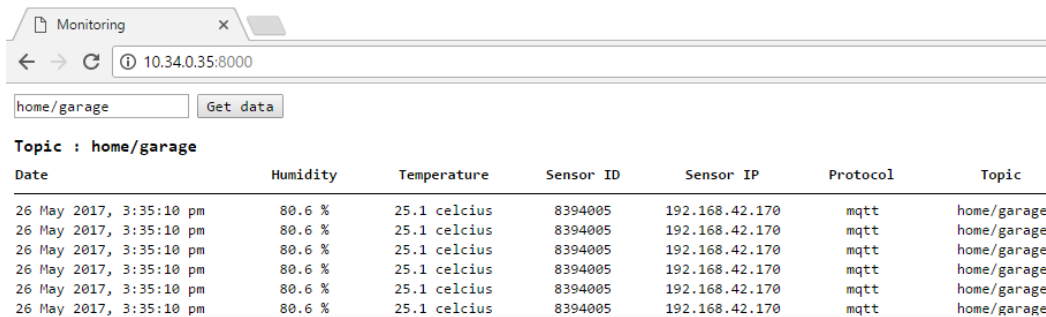 Monitoring
10.34.0.35:8000
home/garage Get data
Topic : home/garage
Date Humidity Temperature Sensor ID Sensor IP Protocol Topic
26 May 2017, 3:35:10 pm 80.6 % 25.1 celcius 8394005 192.168.42.170 mqtt home/garage
26 May 2017, 3:35:10 pm 80.6 % 25.1 celcius 8394005 192.168.42.170 mqtt home/garage
26 May 2017, 3:35:10 pm 80.6 % 25.1 celcius 8394005 192.168.42.170 mqtt home/garage
26 May 2017, 3:35:10 pm 80.6 % 25.1 celcius 8394005 192.168.42.170 mqtt home/garage
26 May 2017, 3:35:10 pm 80.6 % 25.1 celcius 8394005 192.168.42.170 mqtt home/garage
26 May 2017, 3:35:10 pm 80.6 % 25.1 celcius 8394005 192.168.42.170 mqtt home/garage